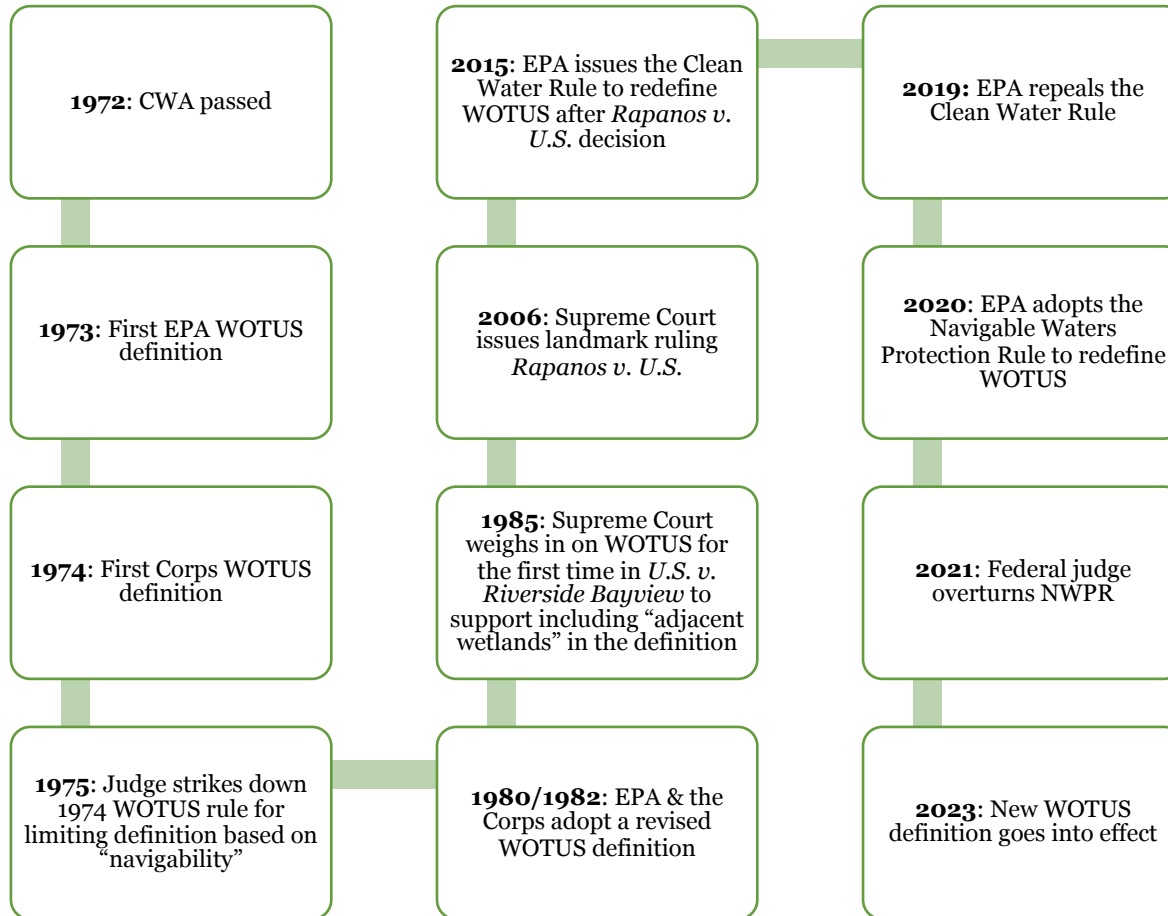 1972: CWA passed
1973: First EPA WOTUS
definition
1974: First Corps WOTUS
definition
1975: Judge strikes down
1974 WOTUS rule for
limiting definition based on
“navigability”
1980/1982: EPA & the
Corps adopt a revised
WOTUS definition
1985: Supreme Court
weighs in on WOTUS for
the first time in U.S. v.
Riverside Bayview to
support including “adjacent
wetlands” in the definition
2006: Supreme Court
issues landmark ruling
Rapanos v. U.S.
2015: EPA issues the Clean
Water Rule to redefine
WOTUS after Rapanos v.
U.S. decision
2019: EPA repeals the
Clean Water Rule
2020: EPA adopts the
Navigable Waters
Protection Rule to redefine
WOTUS
2021: Federal judge
overturns NWPR
2023: New WOTUS
definition goes into effect